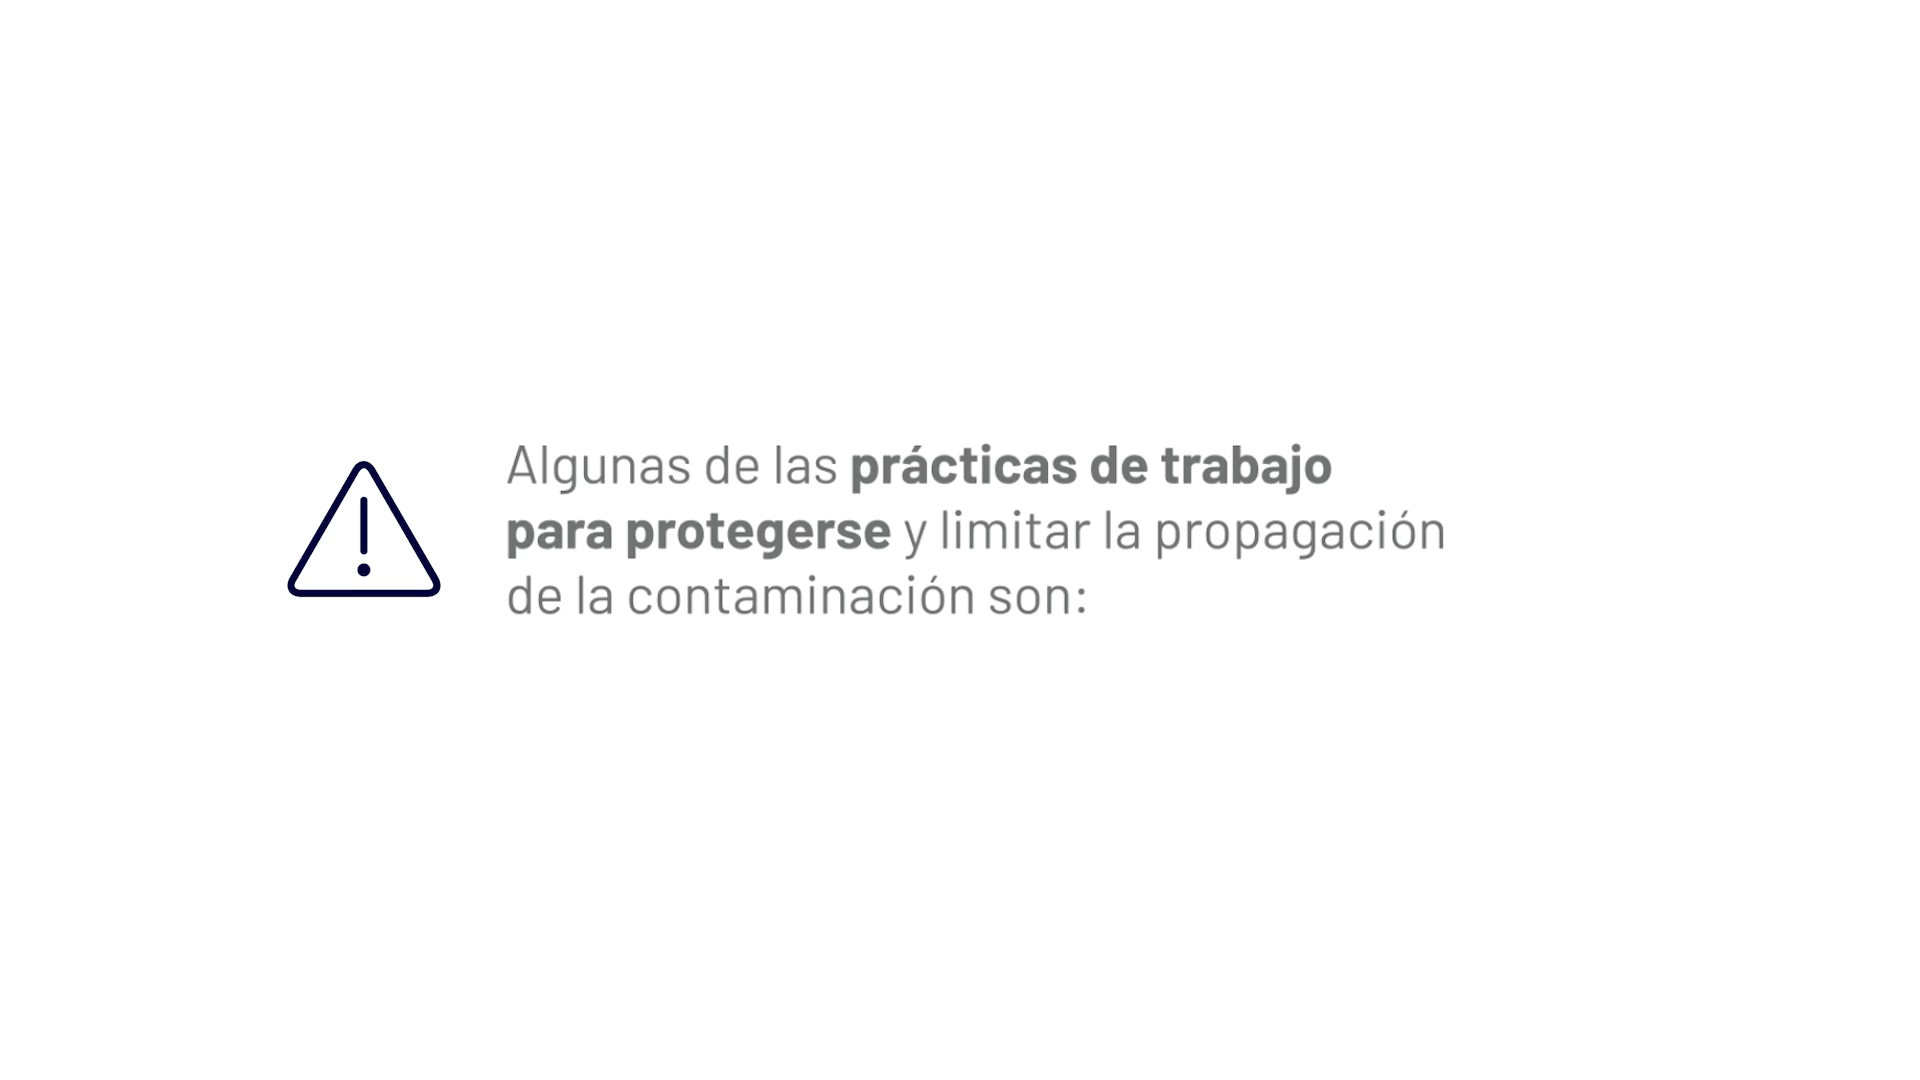 Algunas de las prácticas de trabajo
para protegerse y limitar la propagación
de la contaminación son: